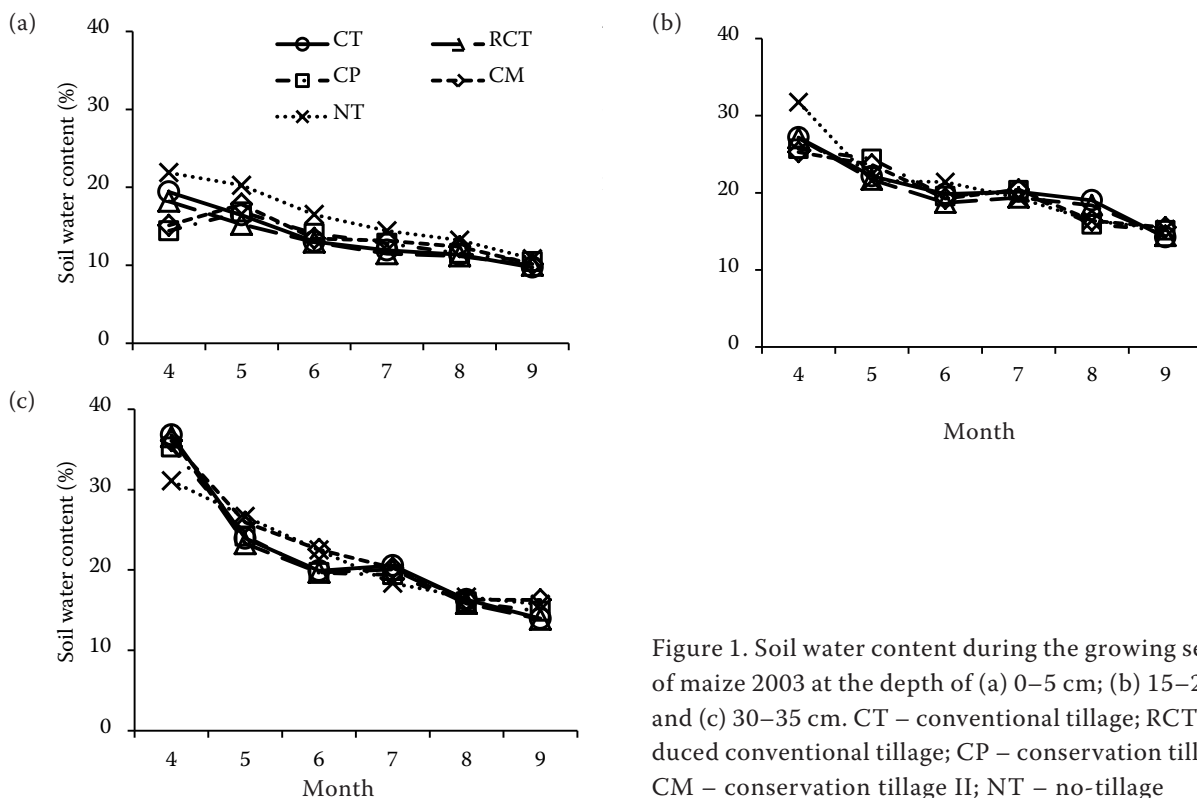 (a)
40
30
20
10
0
Soil water content (%)
CT
RCT
CP
CM
NT
4 5 6 7 8 9
(b)
40
30
20
10
0
4 5 6 7 8 9
Month
(c)
40
30
20
10
0
Soil water content (%)
4 5 6 7 8 9
Month
Figure 1. Soil water content during the growing se
of maize 2003 at the depth of (a) 0–5 cm; (b) 15–2
and (c) 30–35 cm. CT – conventional tillage; RCT
duced conventional tillage; CP – conservation till
CM – conservation tillage II; NT – no-tillage